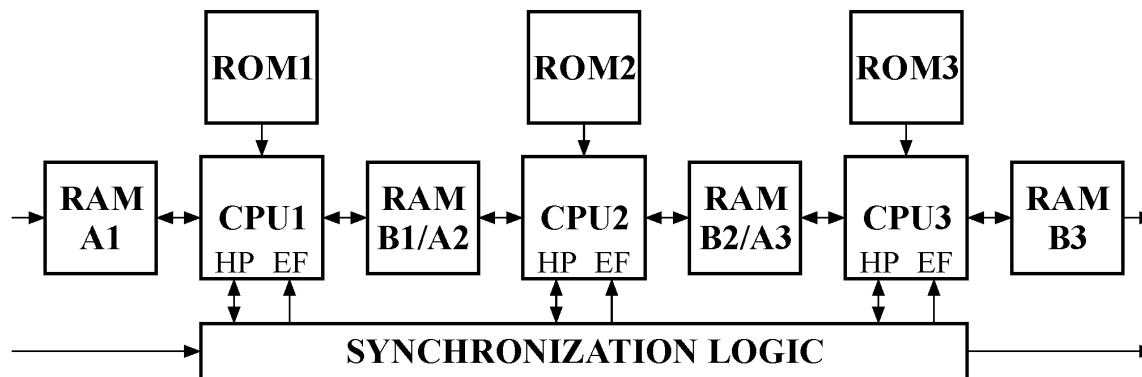 ROM1
ROM2
ROM3
RAM
A1
CPU1
HP EF
RAM
B1/A2
CPU2
HP EF
RAM
B2/A3
CPU3
HP EF
RAM
B3
SYNCHRONIZATION LOGIC